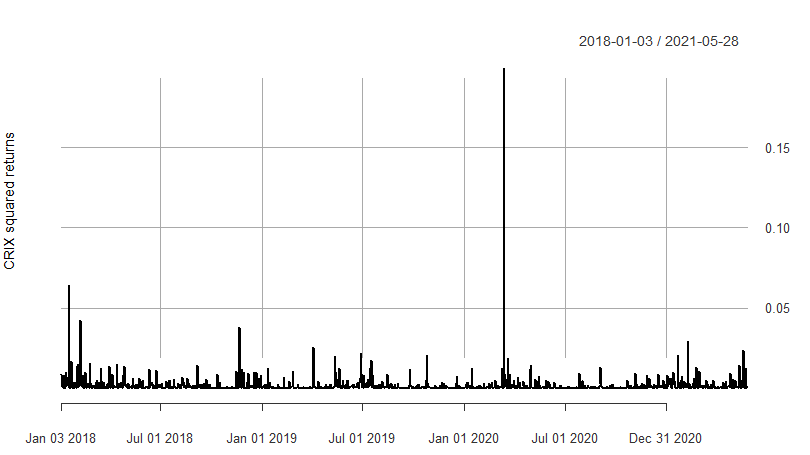 2018-01-03 / 2021-05-28
CRIX squared returns
0.15
0.10
0.05
Jan 03 2018 Jul 01 2018 Jan 01 2019 Jul 01 2019 Jan 01 2020 Jul 01 2020 Dec 31 2020